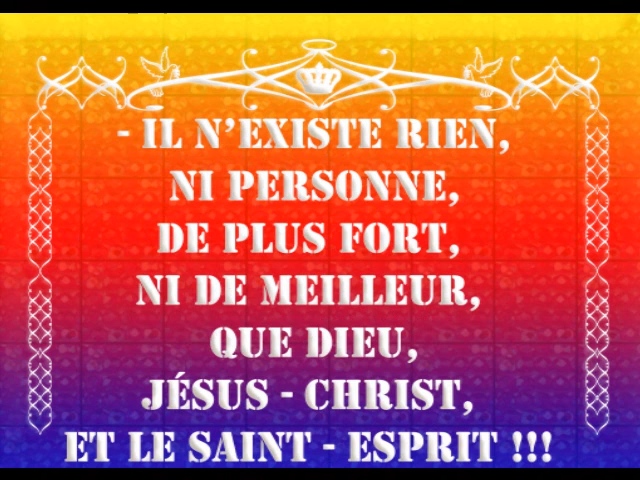 - IL N’EXISTE RIEN,
NI PERSONNE,
DE PLUS FORT,
NI DE MEILLEUR,
QUE DIEU,
JÉSUS - CHRIST,
ET LE SAINT - ESPRIT !!!